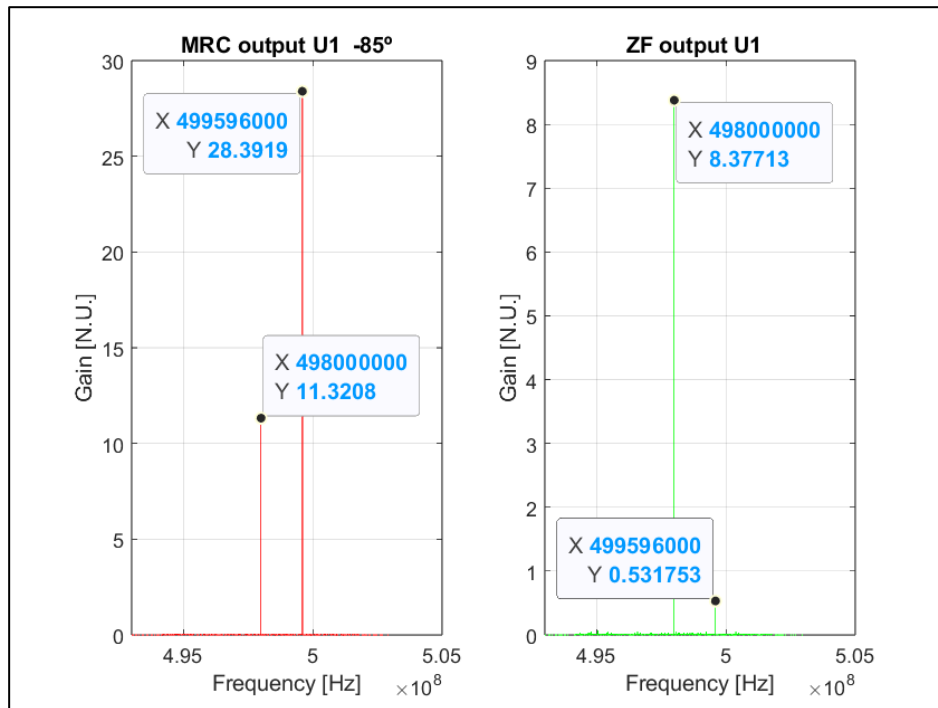 MRC output U1 -85º
30
25
20
15
10
5
0
Gain [N.U.]
X 499596000
Y 28.3919
X 498000000
Y 11.3208
4.95
5
5.05
Frequency [Hz]
×10^8
ZF output U1
9
8
7
6
5
4
3
2
1
0
Gain [N.U.]
X 498000000
Y 8.37713
X 499596000
Y 0.531753
4.95
5
5.05
Frequency [Hz]
×10^8